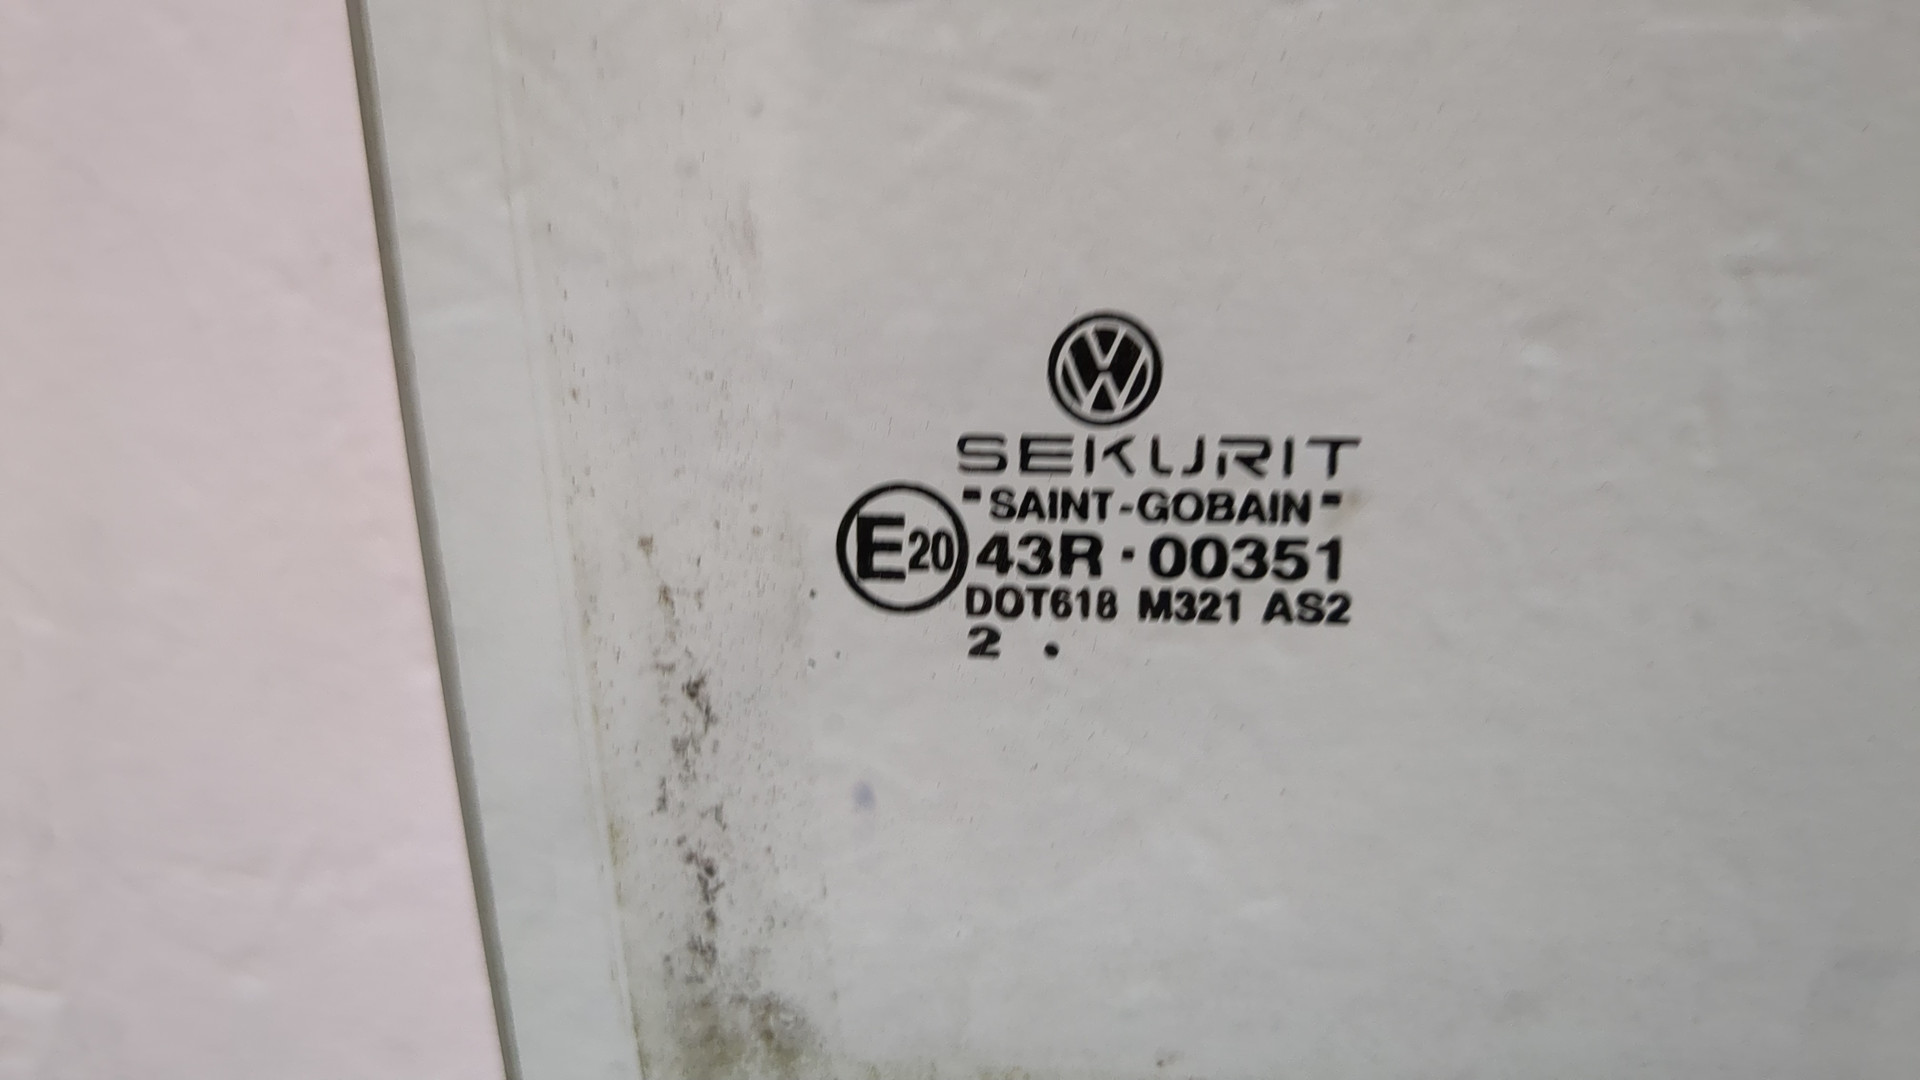 SEKURIT
"SAINT-GOBAIN"
E20 43R·00351
DOT618 M321 AS2
2 .